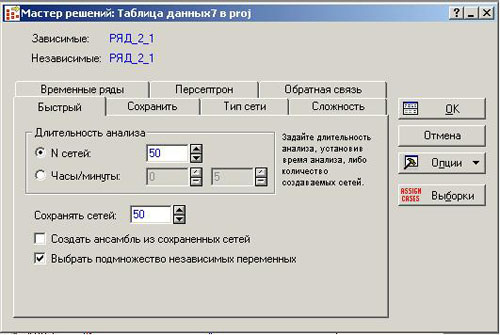 Мастер решений: Таблица данных7 в proj
Зависимые: РЯД_2_1
Независимые: РЯД_2_1
Временные ряды Персептрон Обратная связь
Быстрый Сохранить Тип сети Сложность
Длительность анализа
N сетей: 50
Часы/минуты: 0 5
Задайте длительность
анализа, установив
время анализа, либо
количество
создаваемых сетей.
Сохранять сетей: 50
Создать ансамбль из сохраненных сетей
Выбрать подмножество независимых переменных
OK
Отмена
Опции
ASSIGN
CASES
Выборки